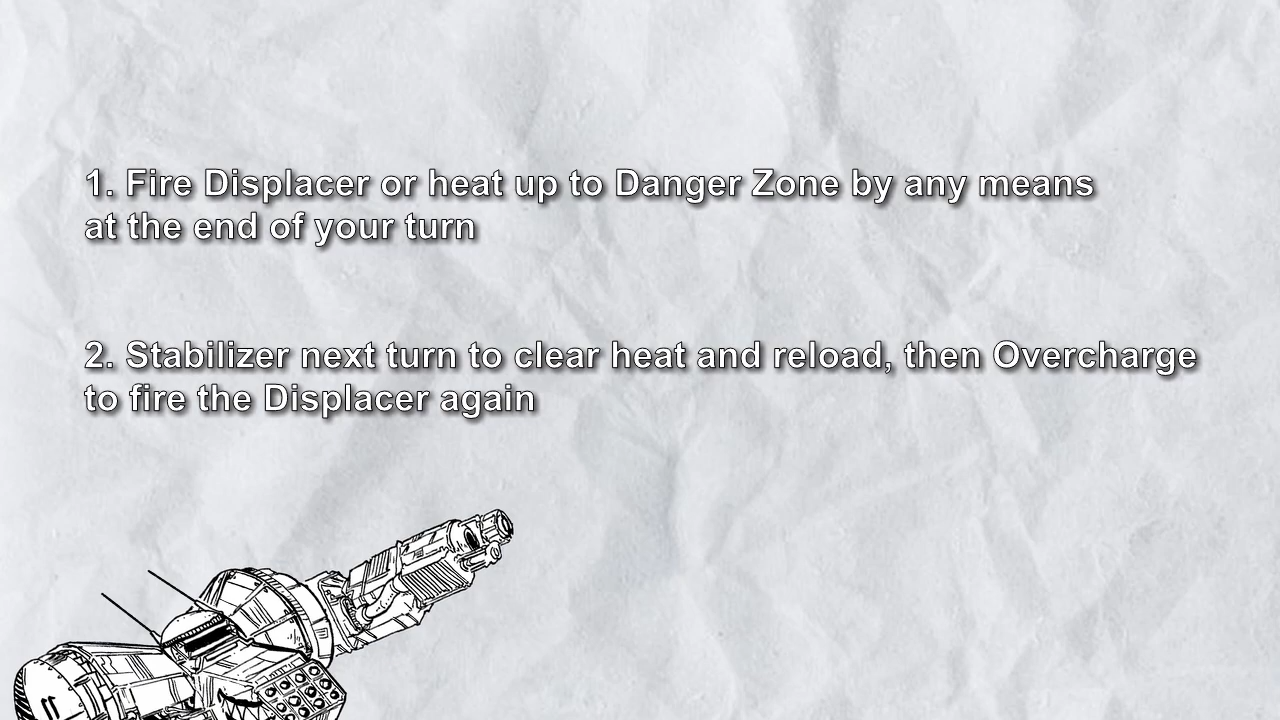 1. Fire Displacer or heat up to Danger Zone by any means
at the end of your turn
2. Stabilizer next turn to clear heat and reload, then Overcharge
to fire the Displacer again